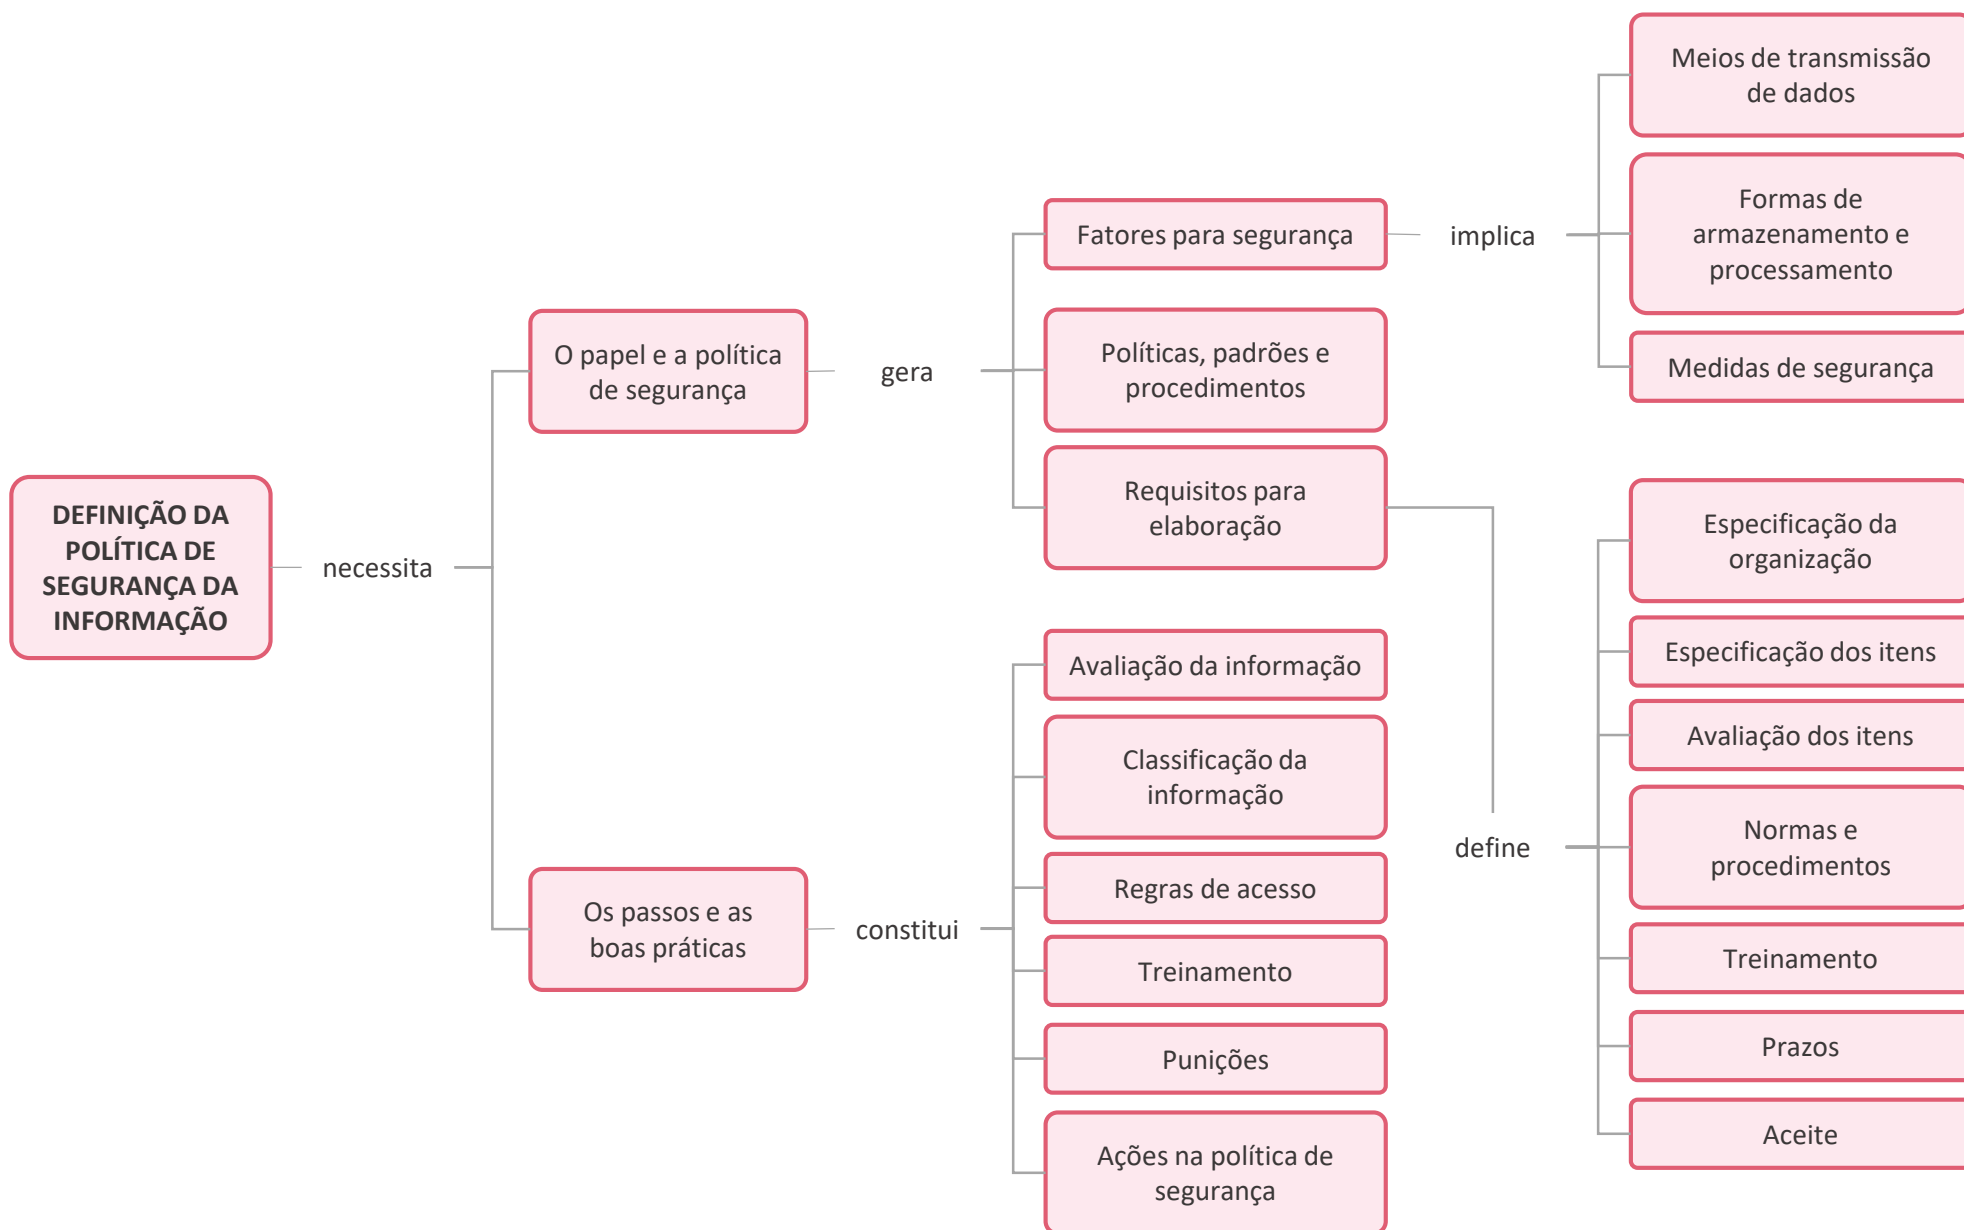 DEFINIÇÃO DA
POLÍTICA DE
SEGURANÇA DA
INFORMAÇÃO
necessita
O papel e a política
de segurança
gera
Fatores para segurança
implica
Meios de transmissão
de dados
Formas de
armazenamento e
processamento
Medidas de segurança
Políticas, padrões e
procedimentos
Requisitos para
elaboração
define
Especificação da
organização
Especificação dos itens
Avaliação dos itens
Normas e
procedimentos
Treinamento
Prazos
Aceite
Os passos e as
boas práticas
constitui
Avaliação da informação
Classificação da
informação
Regras de acesso
Treinamento
Punições
Ações na política de
segurança